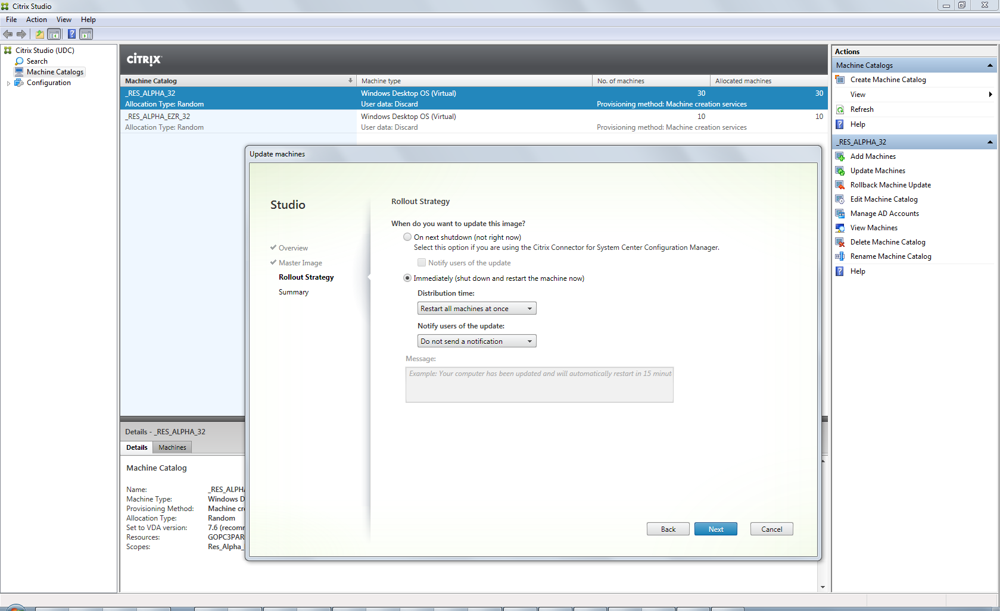 Citrix Studio
File Action View Help
Citrix Studio (UDC)
Search
Machine Catalogs
Configuration
CITRIX
Machine Catalog Machine type No. of machines Allocated machines
_RES_ALPHA_32 Windows Desktop OS (Virtual) 30 30
Allocation Type: Random User data: Discard Provisioning method: Machine creation services
_RES_ALPHA_EZR_32 Windows Desktop OS (Virtual) 10 10
Allocation Type: Random User data: Discard Provisioning method: Machine creation services
Update machines
Studio
Overview
Master Image
Rollout Strategy
Summary
Rollout Strategy
When do you want to update this image?
On next shutdown (not right now)
Select this option if you are using the Citrix Connector for System Center Configuration Manager.
Notify users of the update
Immediately (shut down and restart the machine now)
Distribution time:
Restart all machines at once
Notify users of the update:
Do not send a notification
Message:
Example: Your computer has been updated and will automatically restart in 15 minut
Back Next Cancel
Details - _RES_ALPHA_32
Details Machines
Machine Catalog
Name: _RES_ALPHA
Machine Type: Windows D
Provisioning Method: Machine cre
Allocation Type: Random
Set to VDA version: 7.6 (recomm
Resources: GOPC3PAR
Scopes: Res_Alpha_
Actions
Machine Catalogs
Create Machine Catalog
View
Refresh
Help
_RES_ALPHA_32
Add Machines
Update Machines
Rollback Machine Update
Edit Machine Catalog
Manage AD Accounts
View Machines
Delete Machine Catalog
Rename Machine Catalog
Help